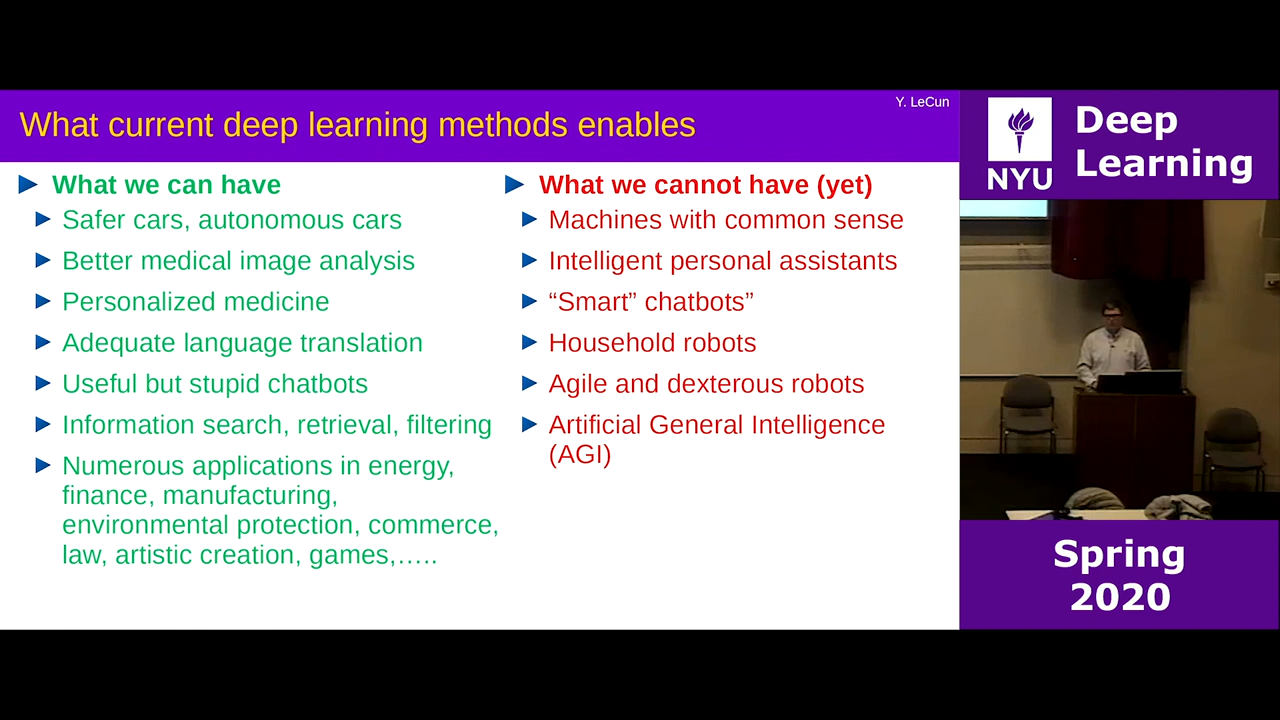 Y. LeCun
What current deep learning methods enables
What we can have
Safer cars, autonomous cars
Better medical image analysis
Personalized medicine
Adequate language translation
Useful but stupid chatbots
Information search, retrieval, filtering
Numerous applications in energy,
finance, manufacturing,
environmental protection, commerce,
law, artistic creation, games,…..
What we cannot have (yet)
Machines with common sense
Intelligent personal assistants
“Smart” chatbots”
Household robots
Agile and dexterous robots
Artificial General Intelligence
(AGI)
NYU
Deep
Learning
Spring
2020